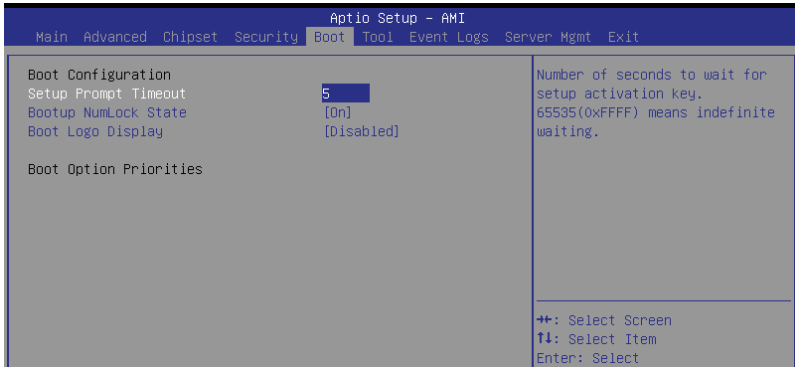 Aptio Setup - AMI
Main Advanced Chipset Security Boot Tool Event Logs Server Mgmt Exit
Boot Configuration
Setup Prompt Timeout 5
Bootup NumLock State [On]
Boot Logo Display [Disabled]
Boot Option Priorities
Number of seconds to wait for
setup activation key.
65535(0xFFFF) means indefinite
waiting.
→←: Select Screen
↑↓: Select Item
Enter: Select